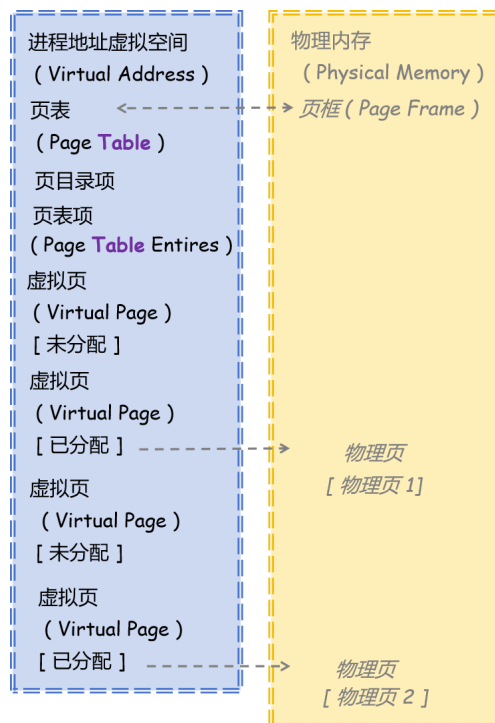 进程地址虚拟空间
( Virtual Address )
页表
( Page Table )
页目录项
页表项
( Page Table Entires )
虚拟页
( Virtual Page )
[ 未分配 ]
虚拟页
( Virtual Page )
[ 已分配 ]
虚拟页
( Virtual Page )
[ 未分配 ]
虚拟页
( Virtual Page )
[ 已分配 ]
物理内存
( Physical Memory )
页框 ( Page Frame )
物理页
[ 物理页 1]
物理页
[ 物理页 2 ]